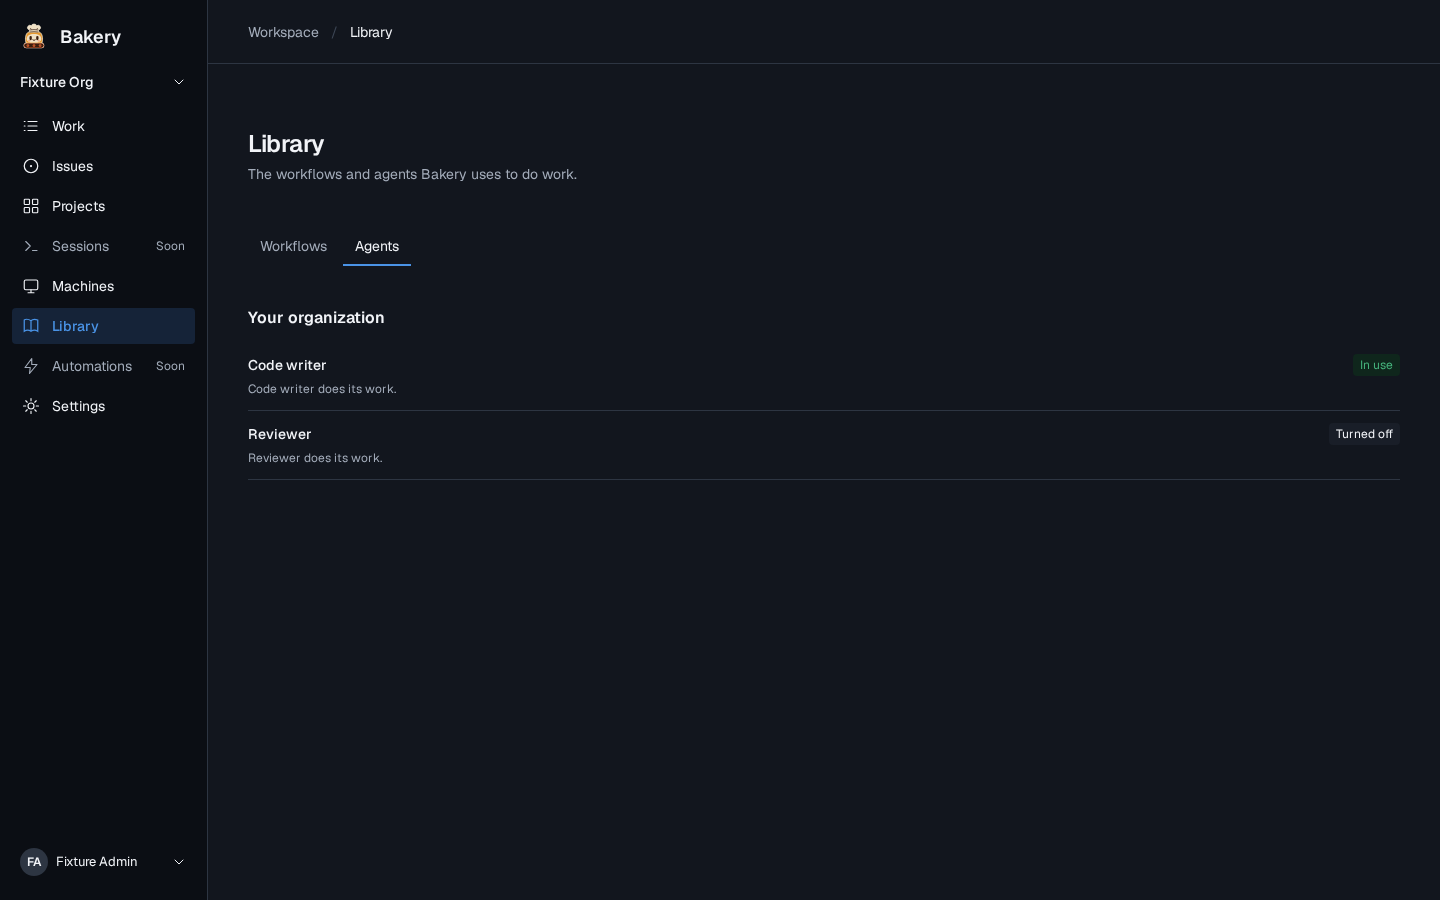 Bakery
Fixture Org
Work
Issues
Projects
Sessions Soon
Machines
Library
Automations Soon
Settings
FA Fixture Admin
Workspace / Library
Library
The workflows and agents Bakery uses to do work.
Workflows Agents
Your organization
Code writer In use
Code writer does its work.
Reviewer Turned off
Reviewer does its work.